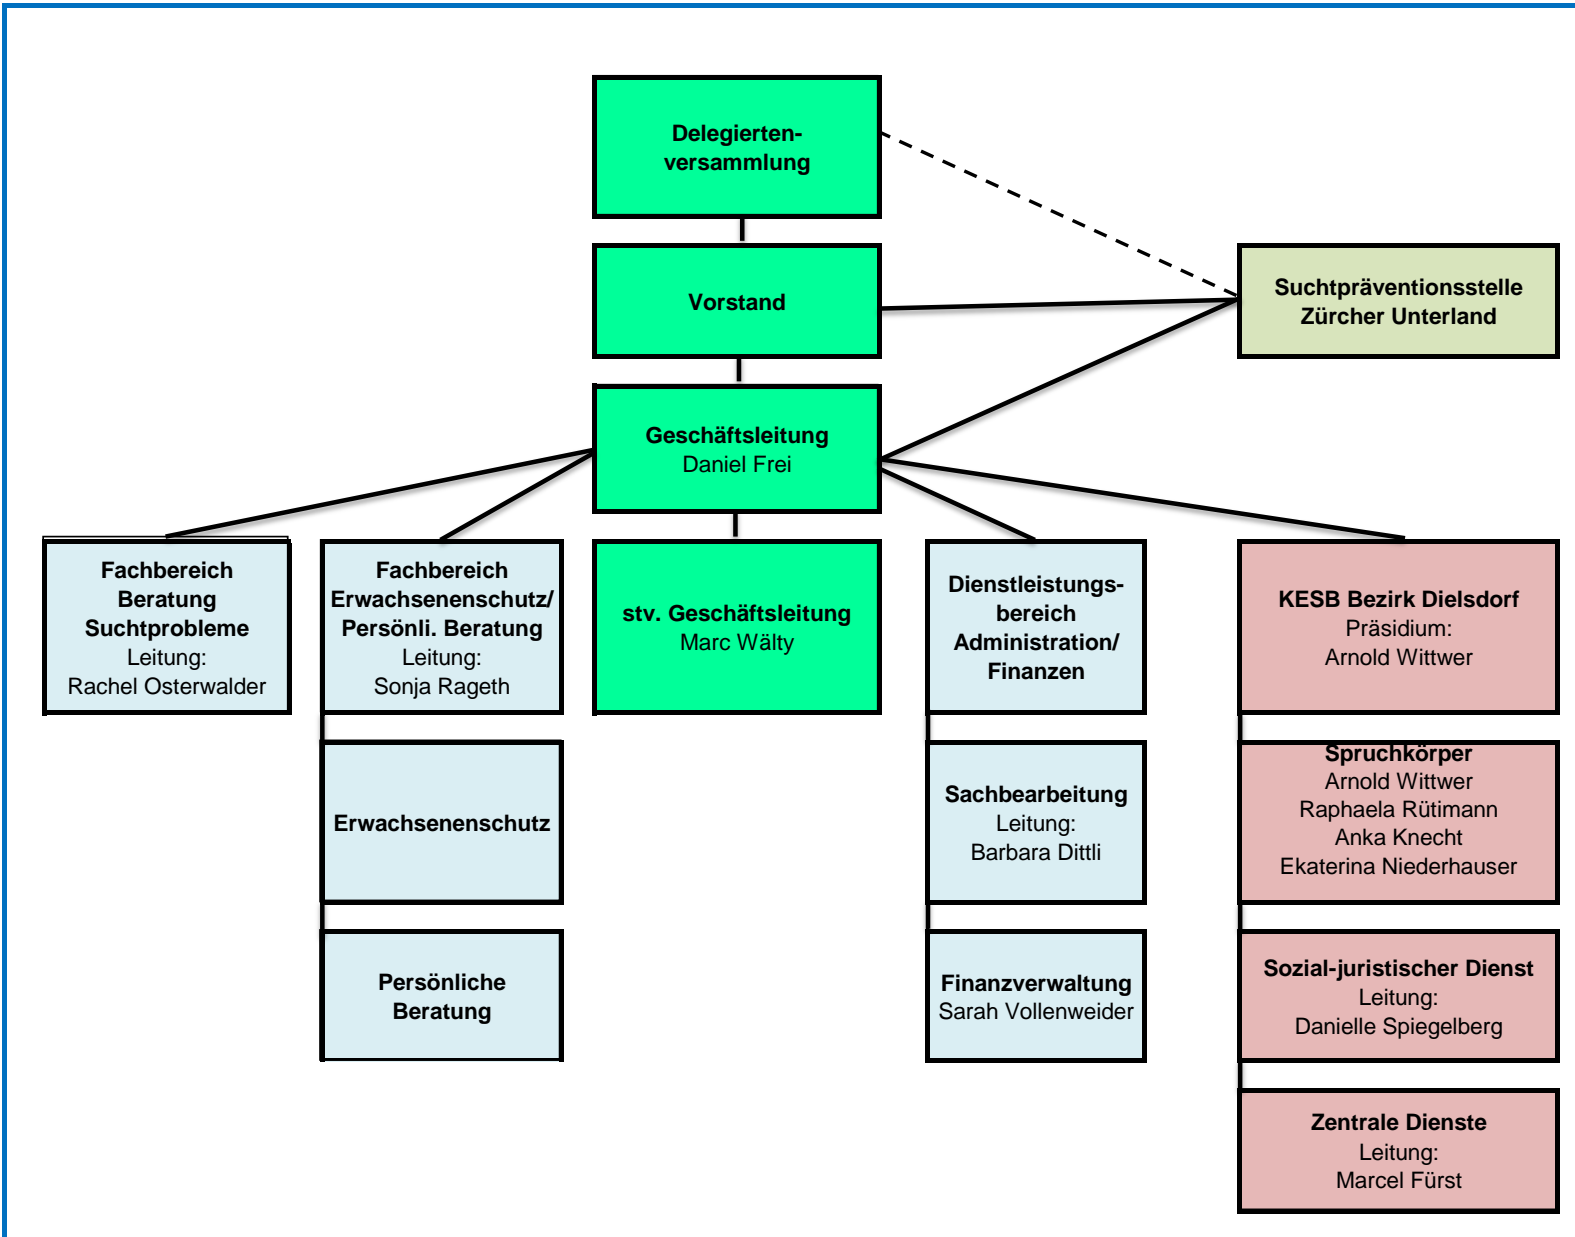 Delegierten-
versammlung
Vorstand
Suchtpräventionsstelle
Zürcher Unterland
Geschäftsleitung
Daniel Frei
Fachbereich
Beratung
Suchtprobleme
Leitung:
Rachel Osterwalder
Fachbereich
Erwachsenenschutz/
Persönli. Beratung
Leitung:
Sonja Rageth
stv. Geschäftsleitung
Marc Wälty
Dienstleistungs-
bereich
Administration/
Finanzen
KESB Bezirk Dielsdorf
Präsidium:
Arnold Wittwer
Erwachsenenschutz
Sachbearbeitung
Leitung:
Barbara Dittli
Spruchkörper
Arnold Wittwer
Raphaela Rütimann
Anka Knecht
Ekaterina Niederhauser
Persönliche
Beratung
Finanzverwaltung
Sarah Vollenweider
Sozial-juristischer Dienst
Leitung:
Danielle Spiegelberg
Zentrale Dienste
Leitung:
Marcel Fürst